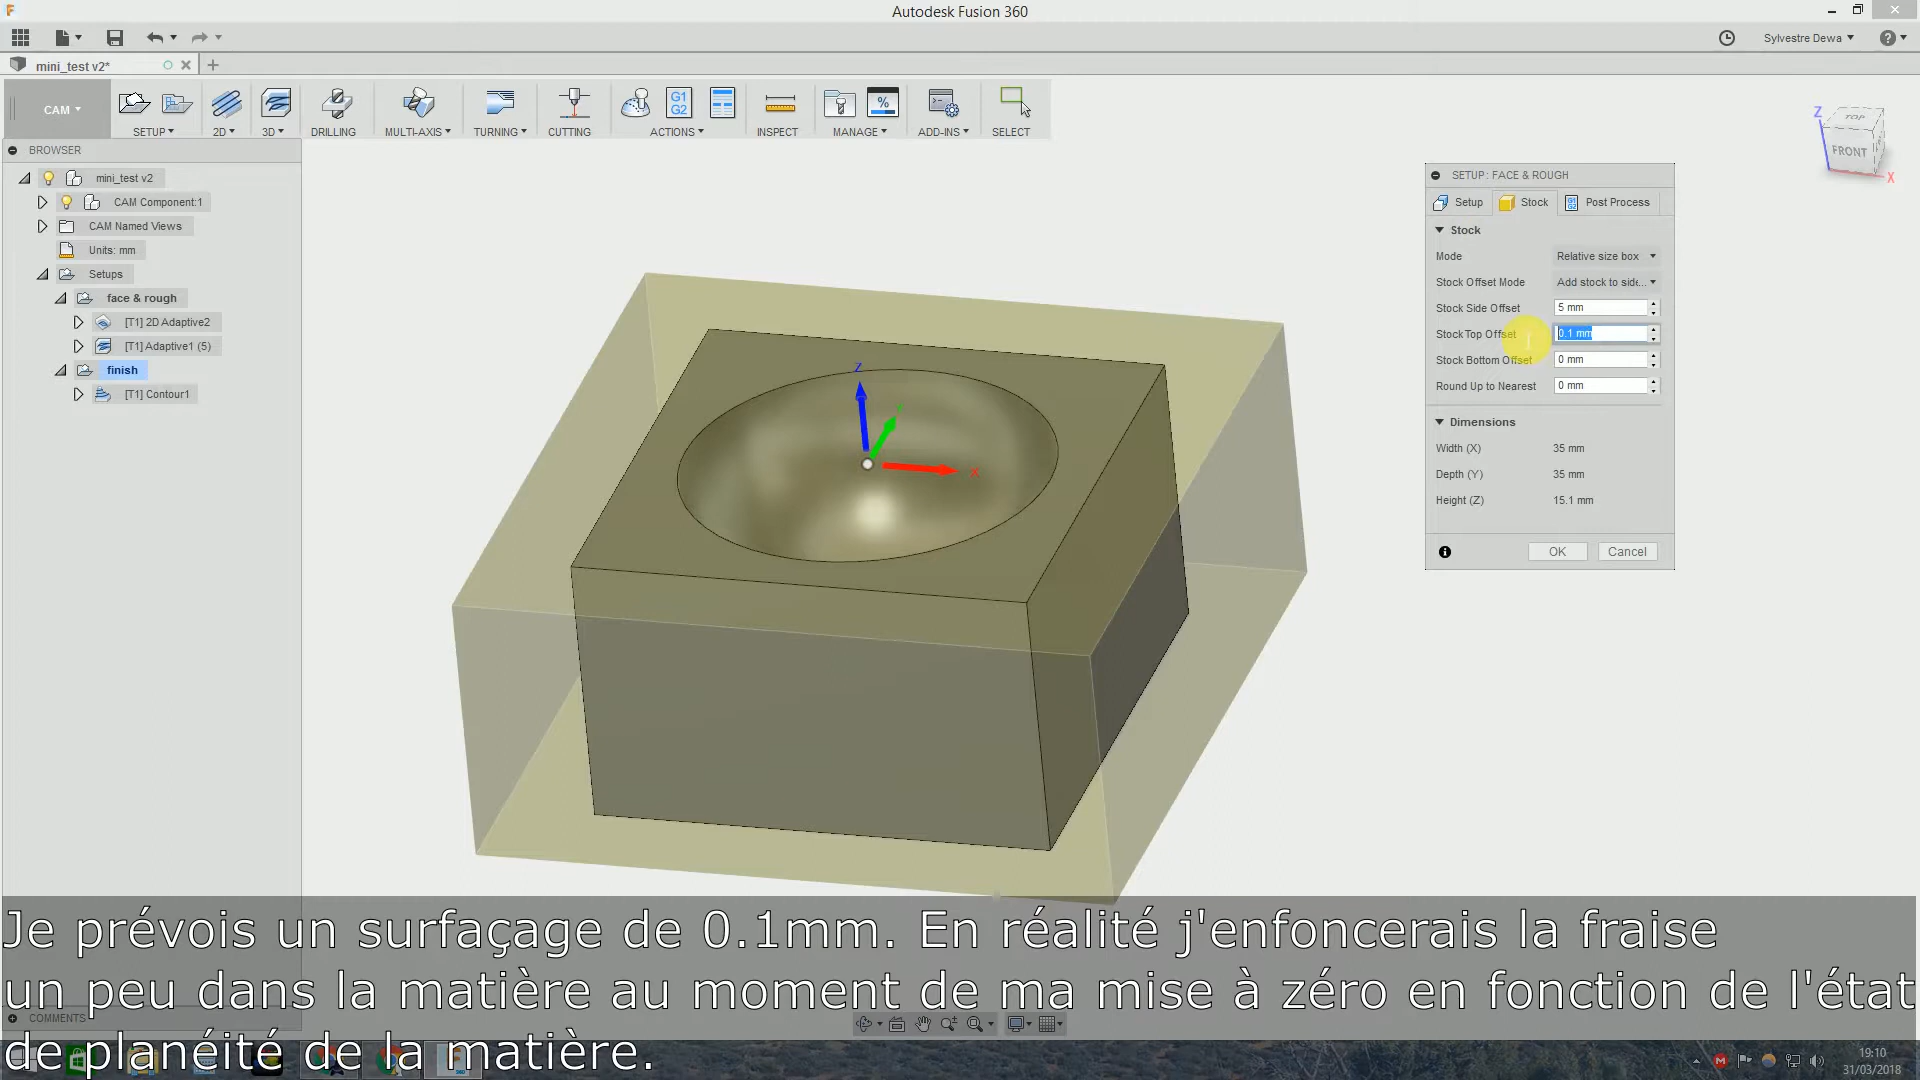 Autodesk Fusion 360
Sylvestre Dewa
mini_test v2*
CAM
SETUP
2D
3D
DRILLING
MULTI-AXIS
TURNING
CUTTING
G1
G2
ACTIONS
INSPECT
%
MANAGE
ADD-INS
SELECT
BROWSER
mini_test v2
CAM Component:1
CAM Named Views
Units: mm
Setups
face & rough
[T1] 2D Adaptive2
[T1] Adaptive1 (5)
finish
[T1] Contour1
Z
X
Z
TOP
FRONT
X
SETUP : FACE & ROUGH
Setup
Stock
Post Process
Stock
Mode
Relative size box
Stock Offset Mode
Add stock to side...
Stock Side Offset
5 mm
Stock Top Offset
0.1 mm
Stock Bottom Offset
0 mm
Round Up to Nearest
0 mm
Dimensions
Width (X)
35 mm
Depth (Y)
35 mm
Height (Z)
15.1 mm
OK
Cancel
Je prévois un surfaçage de 0.1mm. En réalité j'enfoncerais la fraise
un peu dans la matière au moment de ma mise à zéro en fonction de l'état
de planéité de la matière.
COMMENTS
19:10
31/03/2018